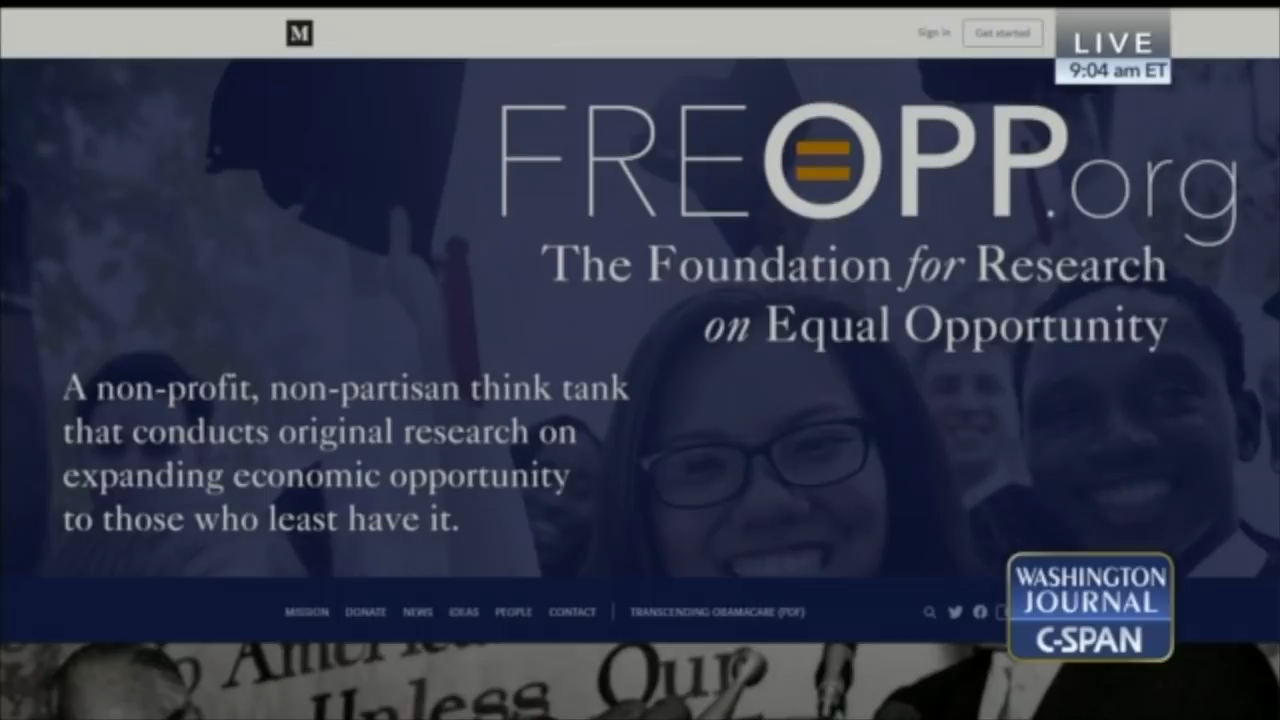 M
Sign in
Get started
LIVE
9:04 am ET
FREOPP.org
The Foundation for Research
on Equal Opportunity
A non-profit, non-partisan think tank
that conducts original research on
expanding economic opportunity
to those who least have it.
MISSION DONATE NEWS IDEAS PEOPLE CONTACT TRANSCENDING OBAMACARE (PDF)
WASHINGTON
JOURNAL
C-SPAN
Unless Our